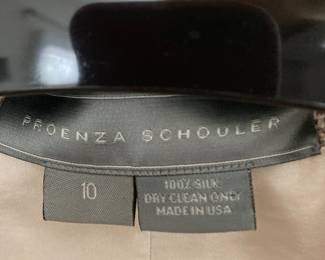 PROENZA SCHOULER
10
100% SILK
DRY CLEAN ONLY
MADE IN USA